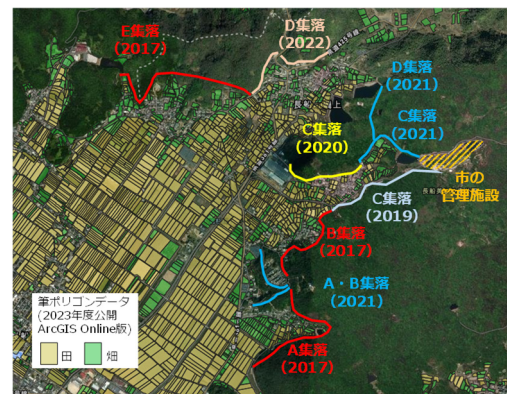 E集落
(2017)
D集落
(2022)
D集落
(2021)
C集落
(2021)
C集落
(2020)
市の
管理施設
C集落
(2019)
B集落
(2017)
A・B集落
(2021)
A集落
(2017)
筆ポリゴンデータ
(2023年度公開
ArcGIS Online版)
田 畑